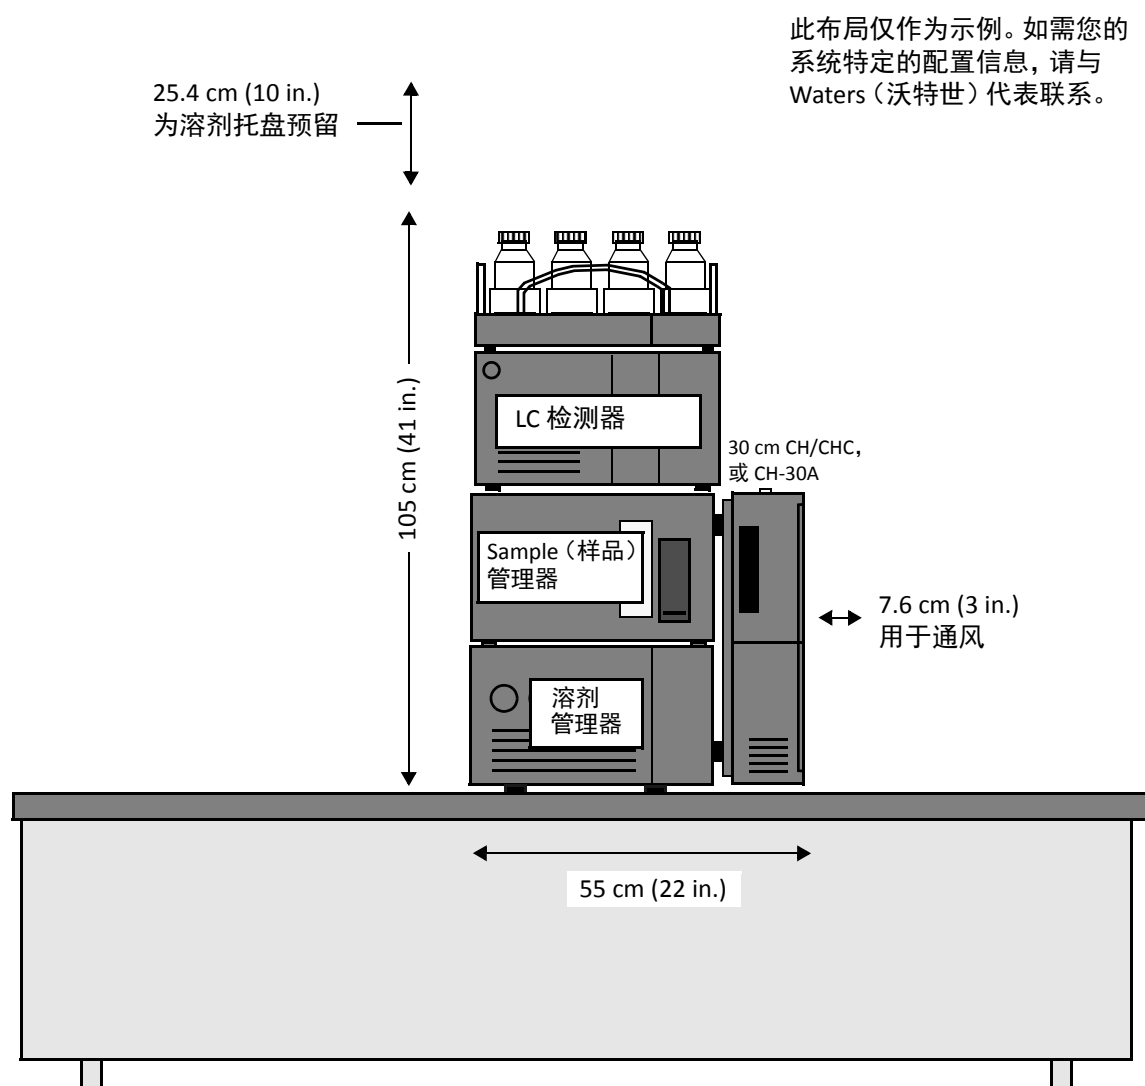 此布局仅作为示例。如需您的
系统特定的配置信息，请与
Waters（沃特世）代表联系。
25.4 cm (10 in.)
为溶剂托盘预留
105 cm (41 in.)
LC 检测器
30 cm CH/CHC，
或 CH-30A
Sample（样品）
管理器
7.6 cm (3 in.)
用于通风
溶剂
管理器
55 cm (22 in.)